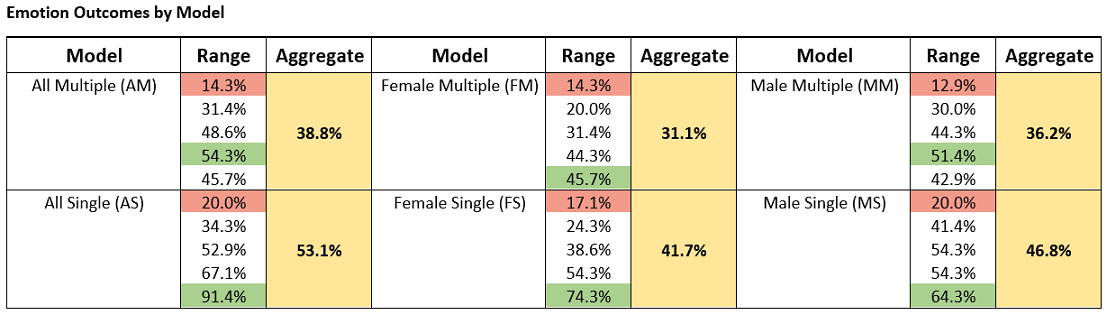 Emotion Outcomes by Model
Model Range Aggregate Model Range Aggregate Model Range Aggregate
All Multiple (AM) 14.3% Female Multiple (FM) 14.3% Male Multiple (MM) 12.9%
31.4% 20.0% 30.0%
48.6% 38.8% 31.4% 31.1% 44.3% 36.2%
54.3% 44.3% 51.4%
45.7% 45.7% 42.9%
All Single (AS) 20.0% Female Single (FS) 17.1% Male Single (MS) 20.0%
34.3% 24.3% 41.4%
52.9% 53.1% 38.6% 41.7% 54.3% 46.8%
67.1% 54.3% 54.3%
91.4% 74.3% 64.3%